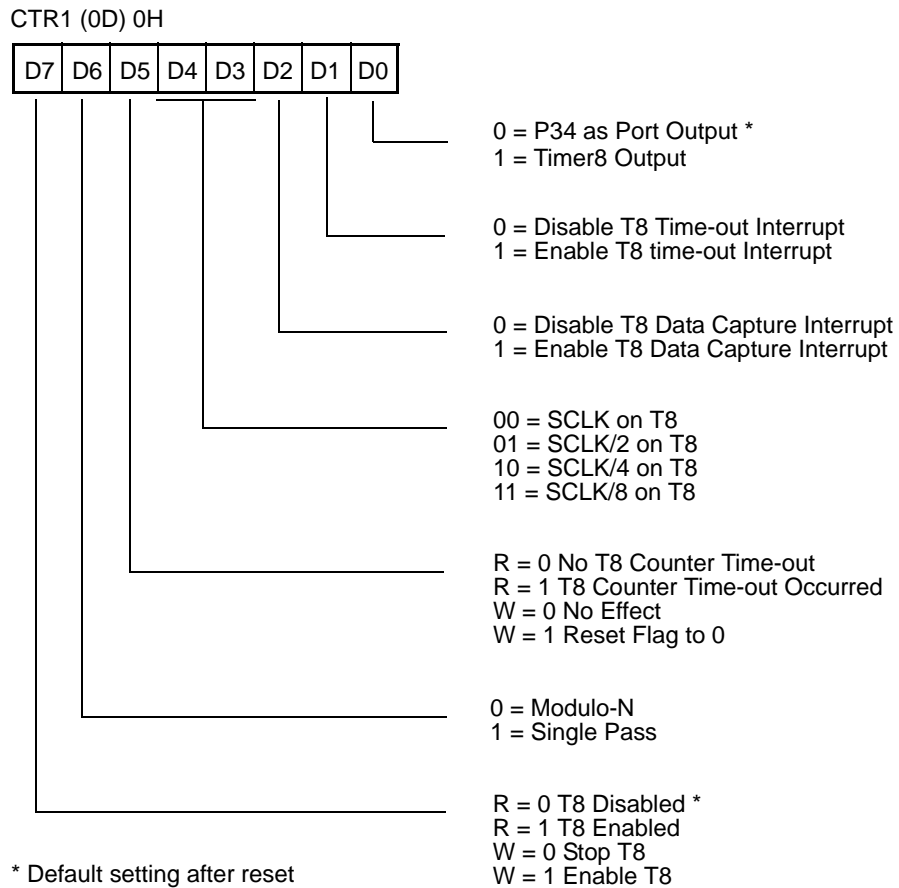 CTR1 (0D) 0H
D7 D6 D5 D4 D3 D2 D1 D0
0 = P34 as Port Output *
1 = Timer8 Output
0 = Disable T8 Time-out Interrupt
1 = Enable T8 time-out Interrupt
0 = Disable T8 Data Capture Interrupt
1 = Enable T8 Data Capture Interrupt
00 = SCLK on T8
01 = SCLK/2 on T8
10 = SCLK/4 on T8
11 = SCLK/8 on T8
R = 0 No T8 Counter Time-out
R = 1 T8 Counter Time-out Occurred
W = 0 No Effect
W = 1 Reset Flag to 0
0 = Modulo-N
1 = Single Pass
R = 0 T8 Disabled *
R = 1 T8 Enabled
W = 0 Stop T8
W = 1 Enable T8
* Default setting after reset